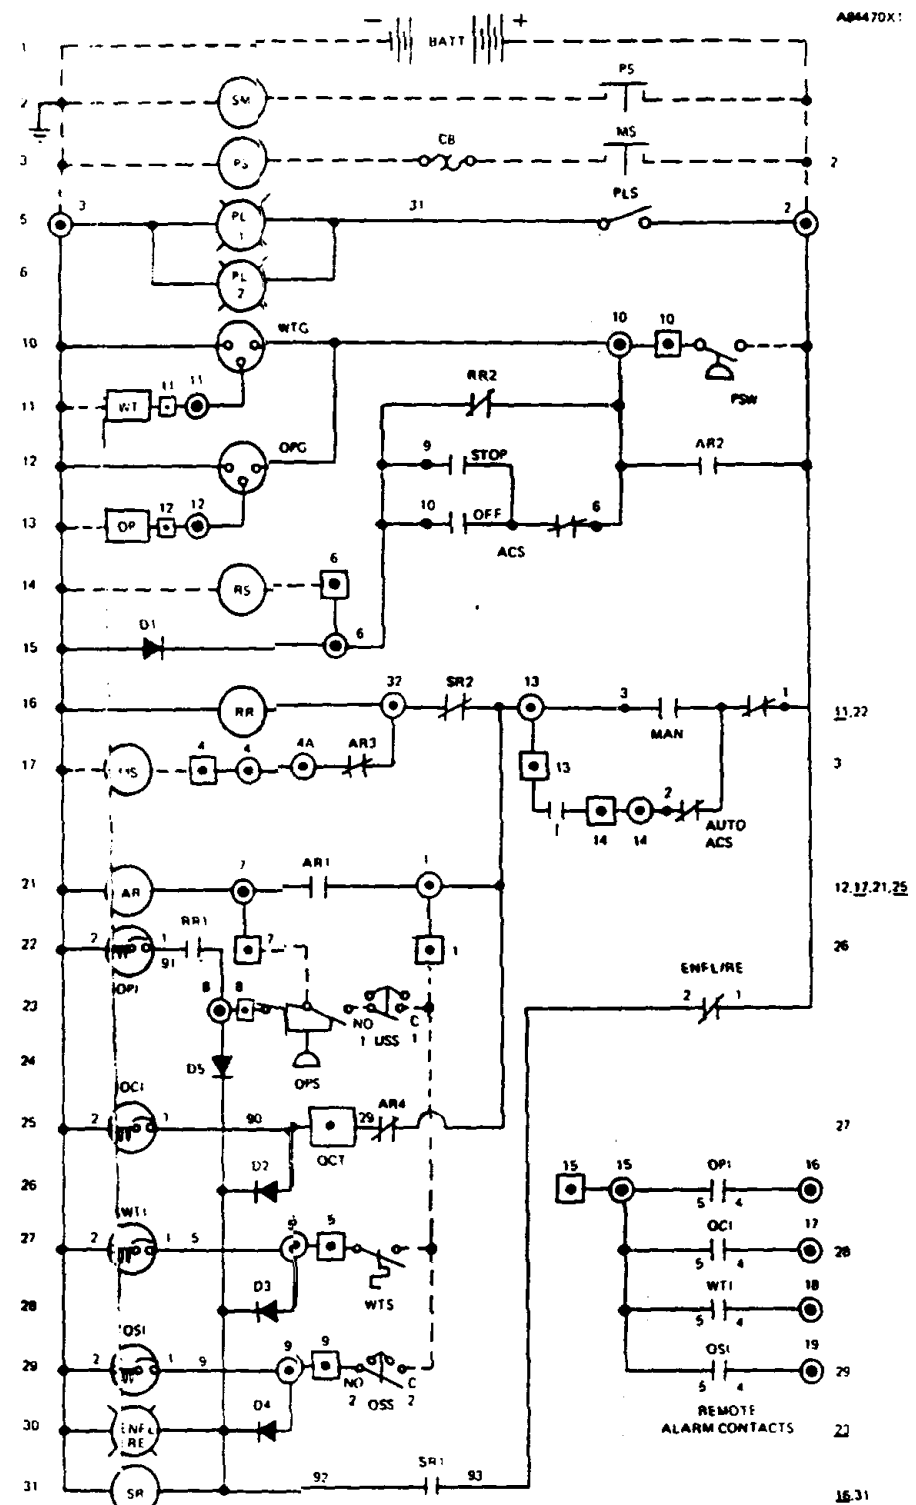 A84470X1
1 − BATT +
2 SM PS
3 PS CB MS 2
5 3 PL 1 31 PLS 2
6 PL 2
10 WTG 10 10
RR2 PSW
11 WT 11 11
OPG 9 STOP AR2
12
13 OP 12 12 10 OFF 6
ACS
14 RS 6
D1
15 6
16 RR 32 SR2 13 3 MAN 1 11,22
17 MS 4 4 4A AR3 13 3
2
1 14 14 AUTO
ACS
21 AR 7 AR1 1 12,17,21,25
22 2 1 RR1 7 1 26
91
OPI ENFL/RE
23 8 8 NO C 2 1
1 USS 1
24 D5 OPS
OCI
25 2 1 90 29 AR4 27
OCT
26 D2 15 15 OPI 16
5 4
WTI
27 2 1 5 5 5 OCI 17 28
5 4
WTS
28 D3 WTI 18
5 4
OSI
29 2 1 9 9 9 NO C OSI 19 29
2 OSS 2 5 4
D4 REMOTE
30 ENFL RE ALARM CONTACTS 23
31 SR 92 SR1 93 16,31